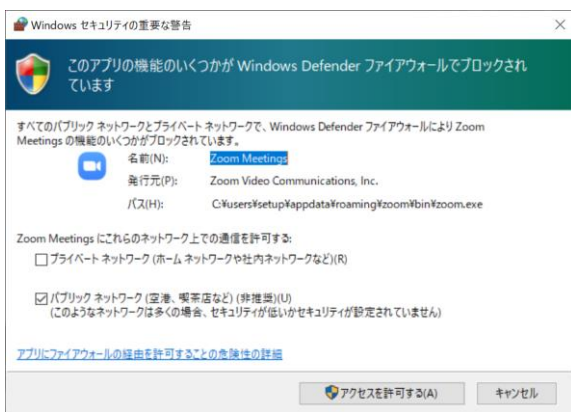 Windows セキュリティの重要な警告
このアプリの機能のいくつかが Windows Defender ファイアウォールでブロックされ
ています
すべてのパブリック ネットワークとプライベート ネットワークで、Windows Defender ファイアウォールにより Zoom
Meetings の機能のいくつかがブロックされています。
名前(N): Zoom Meetings
発行元(P): Zoom Video Communications, Inc.
パス(H): C:¥users¥setup¥appdata¥roaming¥zoom¥bin¥zoom.exe
Zoom Meetings にこれらのネットワーク上での通信を許可する:
プライベート ネットワーク (ホーム ネットワークや社内ネットワークなど)(R)
パブリック ネットワーク (空港、喫茶店など) (非推奨)(U)
(このようなネットワークは多くの場合、セキュリティが低いかセキュリティが設定されていません)
アプリにファイアウォールの経由を許可することの危険性の詳細
アクセスを許可する(A) キャンセル